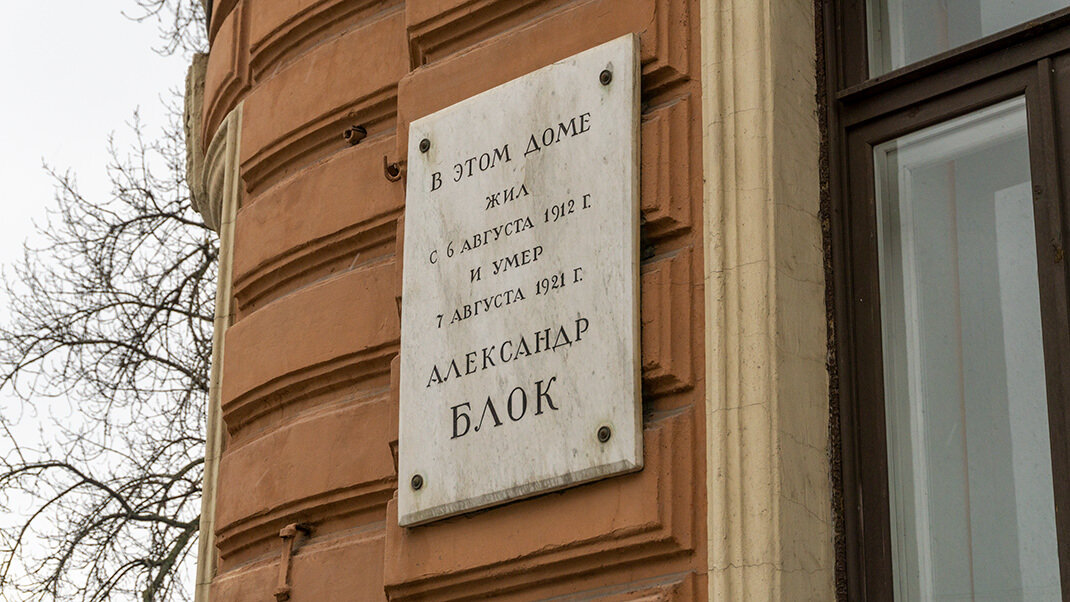 В ЭТОМ ДОМЕ
ЖИЛ
С 6 АВГУСТА 1912 Г.
И УМЕР
7 АВГУСТА 1921 Г.
АЛЕКСАНДР
БЛОК